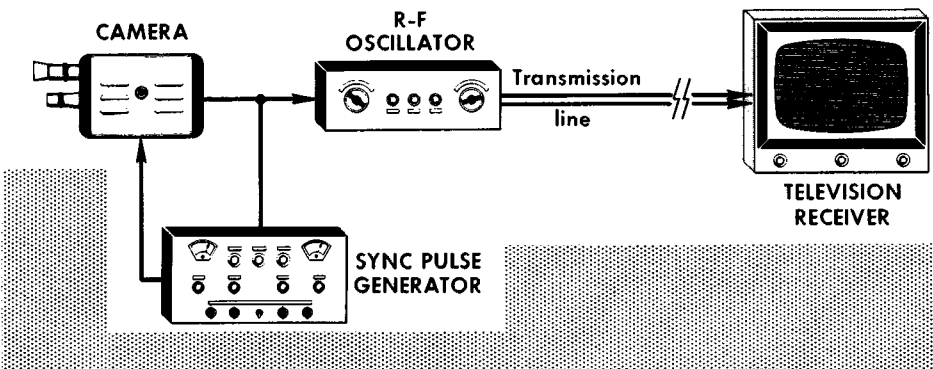 CAMERA
R-F
OSCILLATOR
Transmission
line
TELEVISION
RECEIVER
SYNC PULSE
GENERATOR